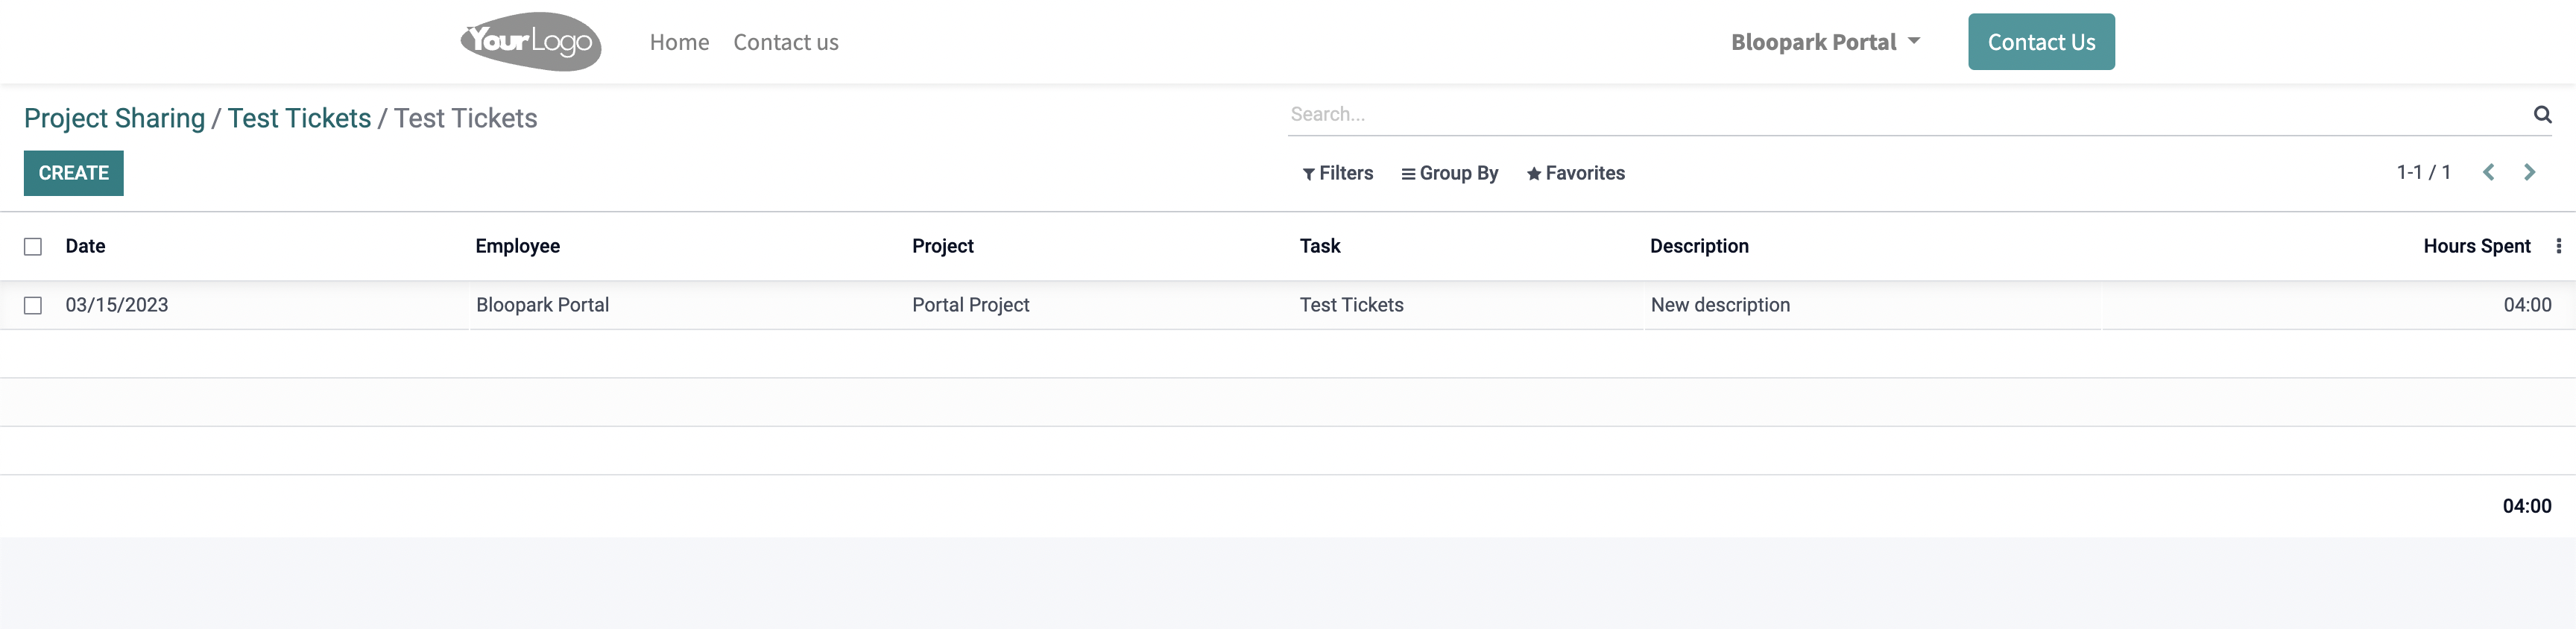 YourLogo Home Contact us Bloopark Portal Contact Us
Project Sharing / Test Tickets / Test Tickets Search...
CREATE Filters Group By Favorites 1-1 / 1
Date Employee Project Task Description Hours Spent
03/15/2023 Bloopark Portal Portal Project Test Tickets New description 04:00
04:00